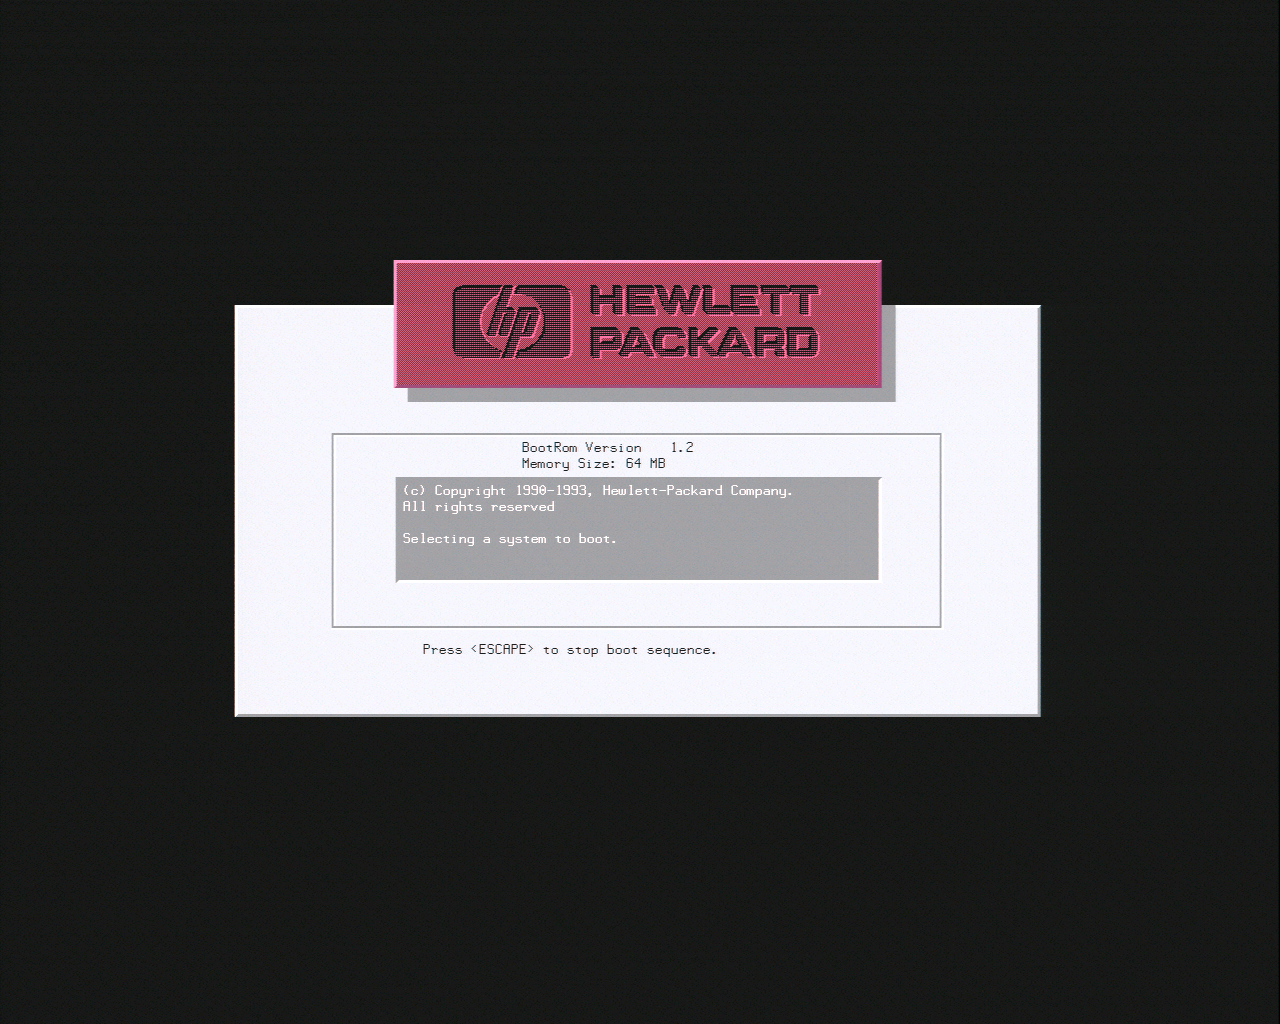 hp HEWLETT
PACKARD
BootRom Version 1.2
Memory Size: 64 MB
(c) Copyright 1990-1993, Hewlett-Packard Company.
All rights reserved
Selecting a system to boot.
Press <ESCAPE> to stop boot sequence.